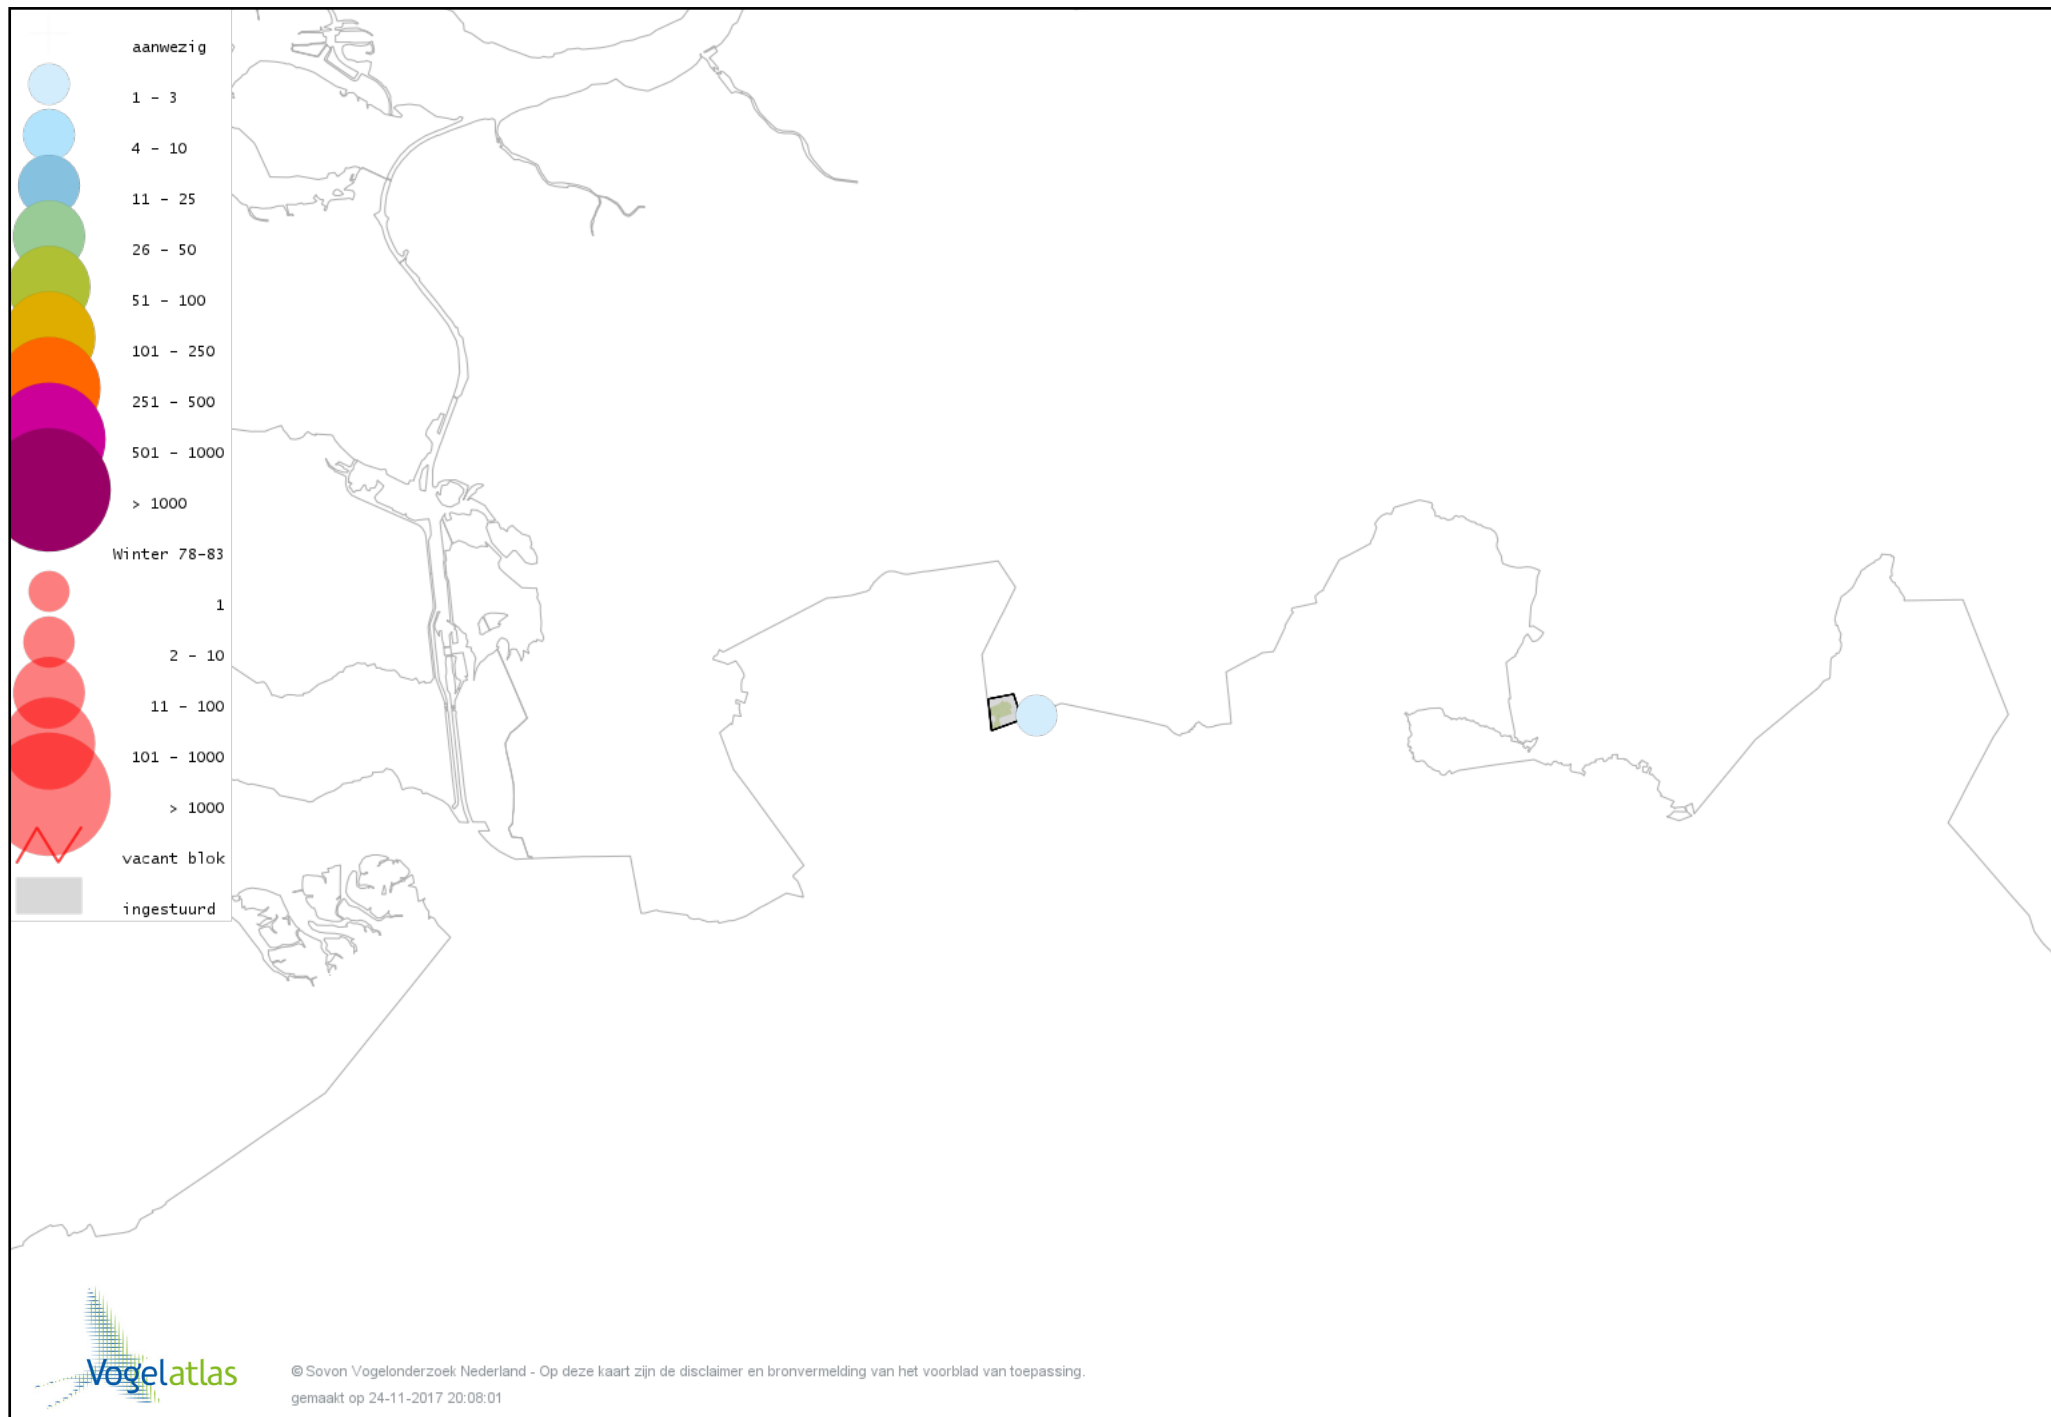 aanwezig
1 - 3
4 - 10
11 - 25
26 - 50
51 - 100
101 - 250
251 - 500
501 - 1000
> 1000
Winter 78-83
1
2 - 10
11 - 100
101 - 1000
> 1000
vacant blok
ingestuurd
Vogelatlas
© Sovon Vogelonderzoek Nederland - Op deze kaart zijn de disclaimer en bronvermelding van het voorblad van toepassing.
gemaakt op 24-11-2017 20:08:01